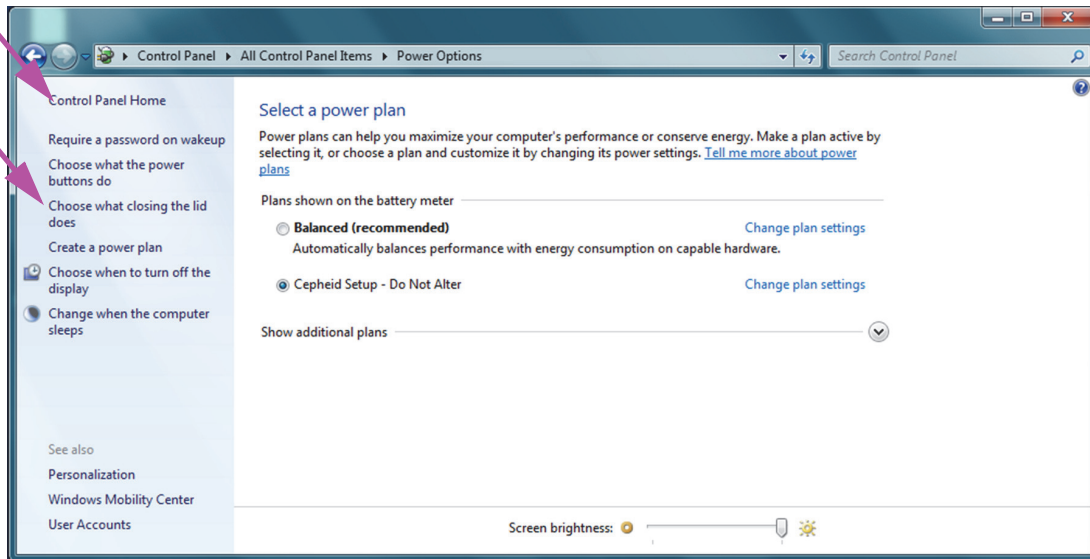 Control Panel ▸ All Control Panel Items ▸ Power Options
Search Control Panel
Control Panel Home
Require a password on wakeup
Choose what the power
buttons do
Choose what closing the lid
does
Create a power plan
Choose when to turn off the
display
Change when the computer
sleeps
See also
Personalization
Windows Mobility Center
User Accounts
Select a power plan
Power plans can help you maximize your computer's performance or conserve energy. Make a plan active by
selecting it, or choose a plan and customize it by changing its power settings. Tell me more about power
plans
Plans shown on the battery meter
Balanced (recommended) Change plan settings
Automatically balances performance with energy consumption on capable hardware.
Cepheid Setup - Do Not Alter Change plan settings
Show additional plans
Screen brightness: